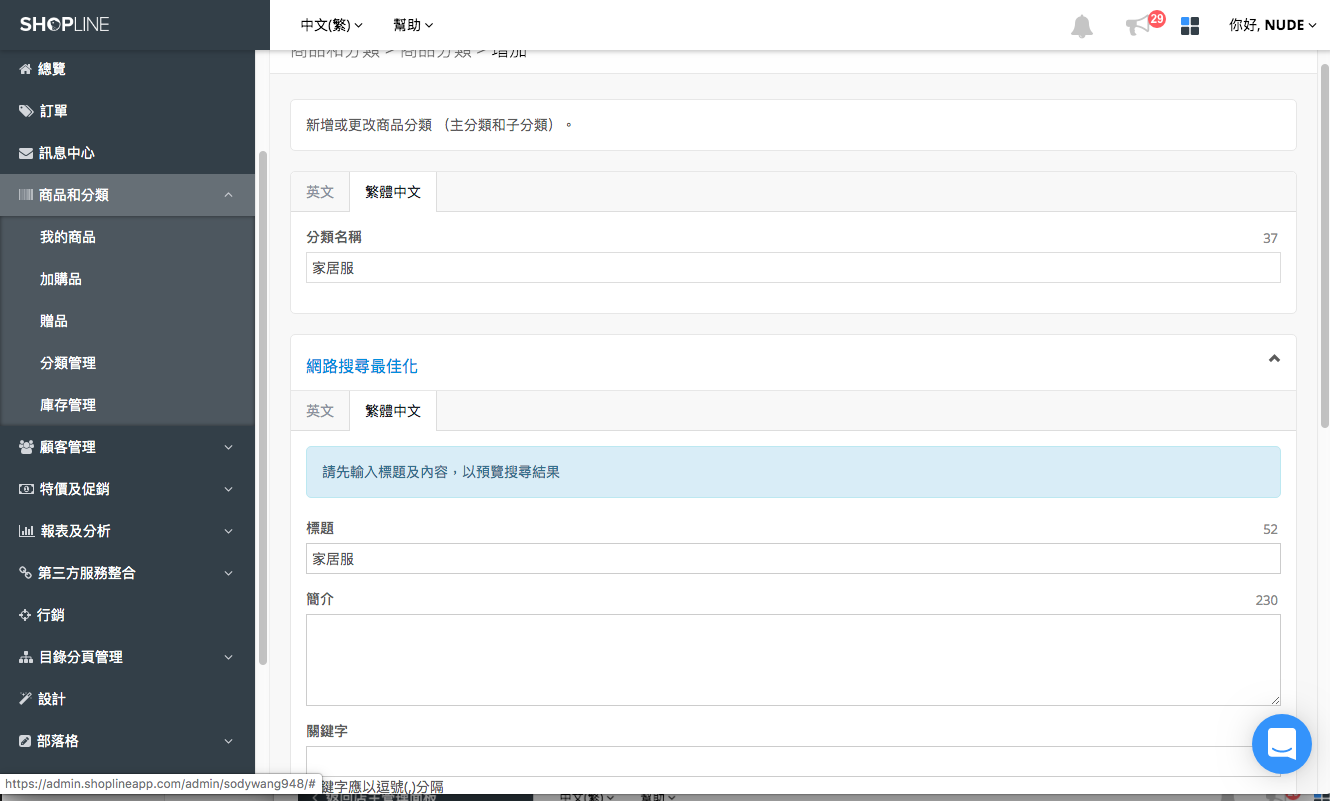 SHOPLINE
中文(繁)
幫助
29
你好, NUDE
商品和分類 > 商品分類 > 增加
總覽
訂單
訊息中心
商品和分類
我的商品
加購品
贈品
分類管理
庫存管理
顧客管理
特價及促銷
報表及分析
第三方服務整合
行銷
目錄分頁管理
設計
部落格
新增或更改商品分類 （主分類和子分類）。
英文
繁體中文
分類名稱
37
家居服
網路搜尋最佳化
英文
繁體中文
請先輸入標題及內容，以預覽搜尋結果
標題
52
家居服
簡介
230
關鍵字
鍵字應以逗號(,)分隔
https://admin.shoplineapp.com/admin/sodywang948/#
中文(繁)
幫助